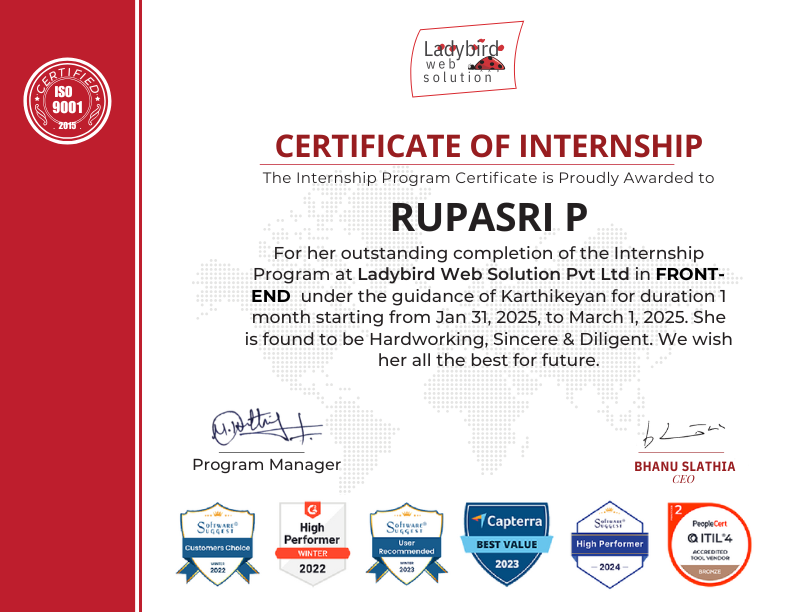 CERTIFIED
ISO
9001
. 2015 .
Ladybird
web
solution
CERTIFICATE OF INTERNSHIP
The Internship Program Certificate is Proudly Awarded to
RUPASRI P
For her outstanding completion of the Internship
Program at Ladybird Web Solution Pvt Ltd in FRONT-
END under the guidance of Karthikeyan for duration 1
month starting from Jan 31, 2025, to March 1, 2025. She
is found to be Hardworking, Sincere & Diligent. We wish
her all the best for future.
Program Manager
BHANU SLATHIA
CEO
Software®
Suggest
Customers Choice
WINTER
2022
G
High
Performer
WINTER
2022
Software®
Suggest
User
Recommended
WINTER
2023
Capterra
BEST VALUE
2023
Software®
Suggest
High Performer
2024
2
PeopleCert
ITIL®4
ACCREDITED
TOOL VENDOR
BRONZE